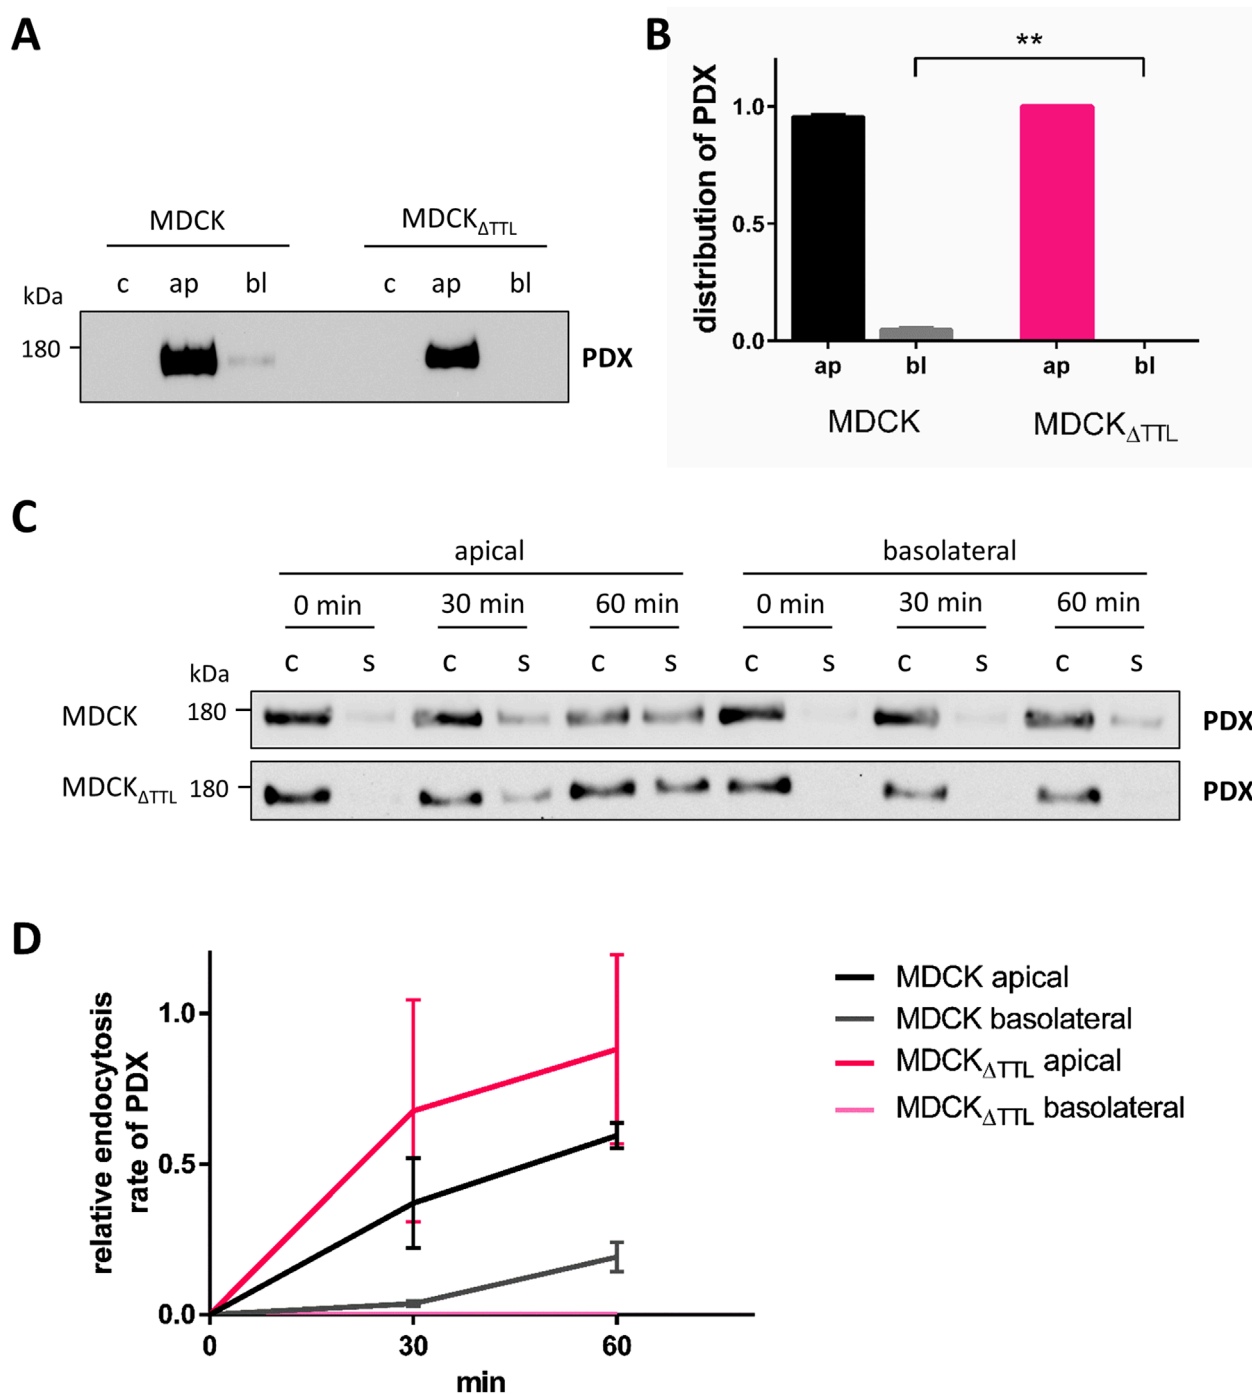 A
MDCK MDCKΔTTL
c ap bl c ap bl
kDa
180
PDX
B
**
distribution of PDX
1.0
0.5
0.0
ap bl ap bl
MDCK MDCKΔTTL
C
apical basolateral
0 min 30 min 60 min 0 min 30 min 60 min
c s c s c s c s c s c s
kDa
MDCK 180 PDX
MDCKΔTTL 180 PDX
D
relative endocytosis
rate of PDX
1.0
0.5
0.0
0 30 60
min
MDCK apical
MDCK basolateral
MDCKΔTTL apical
MDCKΔTTL basolateral